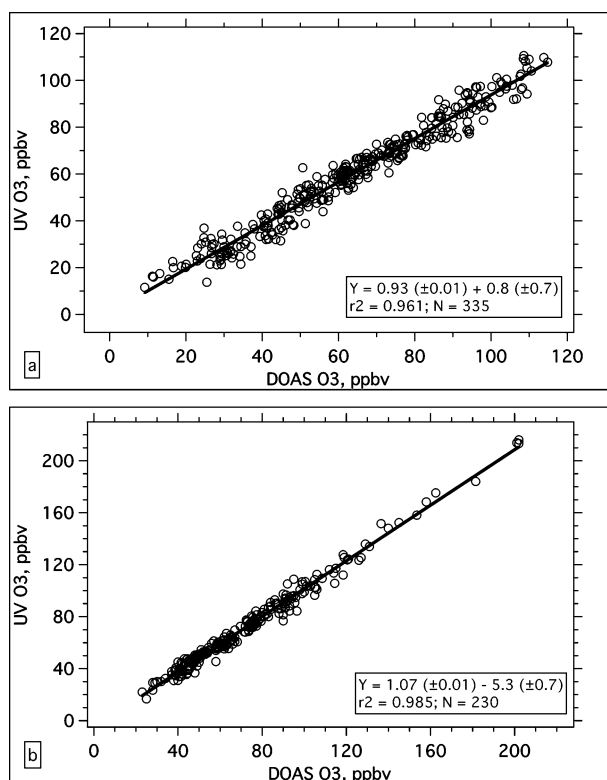 120
100
80
60
40
20
0
UV O3, ppbv
Y = 0.93 (±0.01) + 0.8 (±0.7)
r2 = 0.961; N = 335
0 20 40 60 80 100 120
DOAS O3, ppbv
a
200
160
120
80
40
0
UV O3, ppbv
Y = 1.07 (±0.01) - 5.3 (±0.7)
r2 = 0.985; N = 230
0 40 80 120 160 200
DOAS O3, ppbv
b